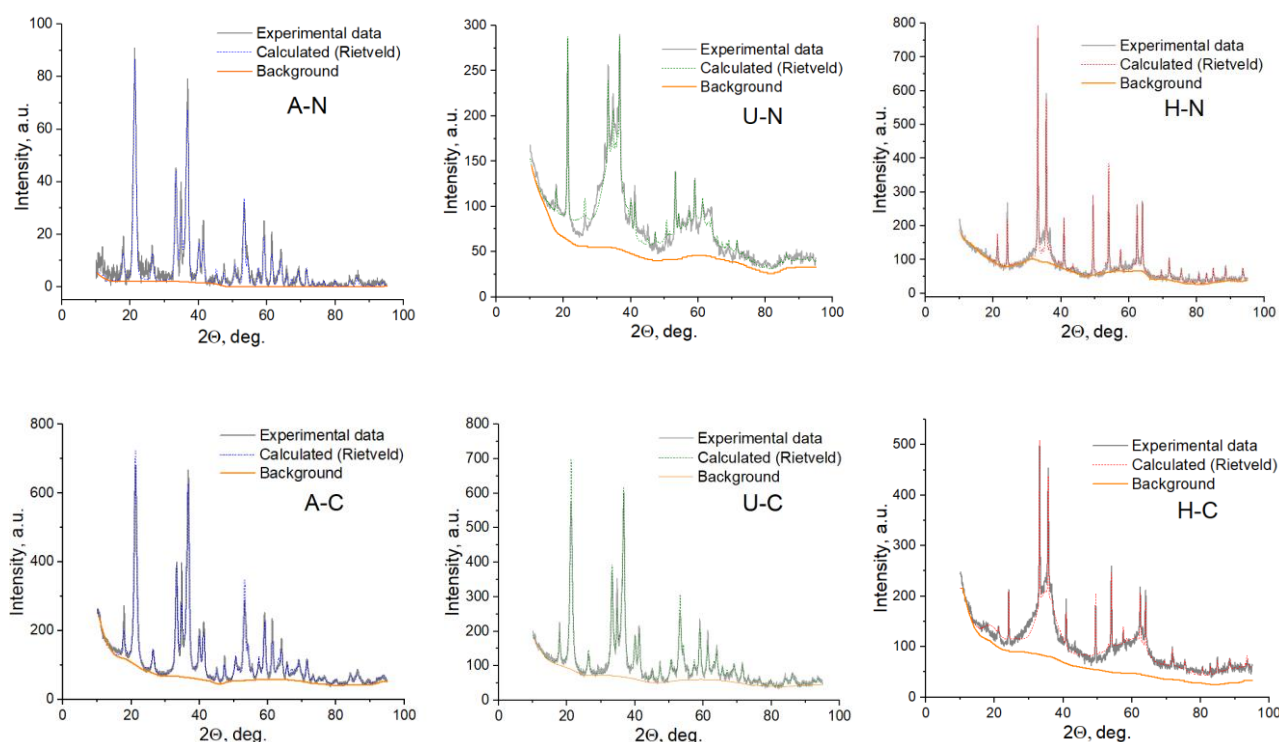 Intensity, a.u.
100
80
60
40
20
0
Experimental data
Calculated (Rietveld)
Background
A-N
0 20 40 60 80 100
2Θ, deg.
Intensity, a.u.
300
250
200
150
100
50
0
Experimental data
Calculated (Rietveld)
Background
U-N
0 20 40 60 80 100
2Θ, deg.
Intensity, a.u.
800
700
600
500
400
300
200
100
0
Experimental data
Calculated (Rietveld)
Background
H-N
0 20 40 60 80 100
2Θ, deg.
Intensity, a.u.
800
600
400
200
0
Experimental data
Calculated (Rietveld)
Background
A-C
0 20 40 60 80 100
2Θ, deg.
Intensity, a.u.
800
700
600
500
400
300
200
100
0
Experimental data
Calculated (Rietveld)
Background
U-C
0 20 40 60 80 100
2Θ, deg.
Intensity, a.u.
500
400
300
200
100
0
Experimental data
Calculated (Rietveld)
Background
H-C
0 20 40 60 80 100
2Θ, deg.